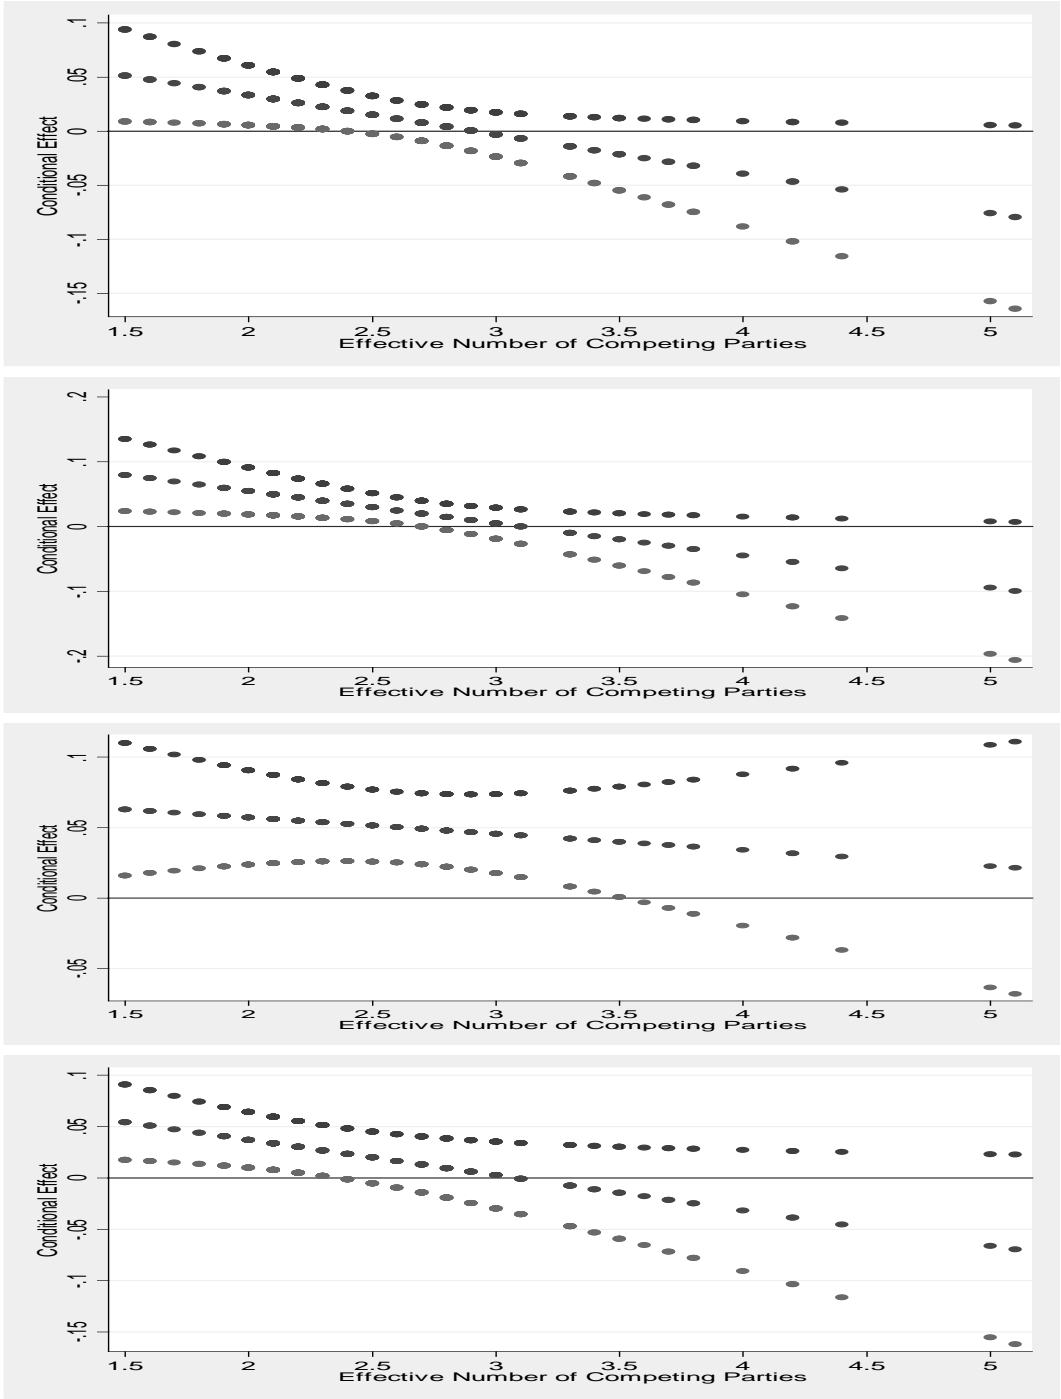 .1
.05
0
-.05
-.1
-.15
Conditional Effect
1.5 2 2.5 3 3.5 4 4.5 5
Effective Number of Competing Parties
.2
.1
0
-.1
-.2
Conditional Effect
1.5 2 2.5 3 3.5 4 4.5 5
Effective Number of Competing Parties
.1
.05
0
-.05
Conditional Effect
1.5 2 2.5 3 3.5 4 4.5 5
Effective Number of Competing Parties
.1
.05
0
-.05
-.1
-.15
Conditional Effect
1.5 2 2.5 3 3.5 4 4.5 5
Effective Number of Competing Parties